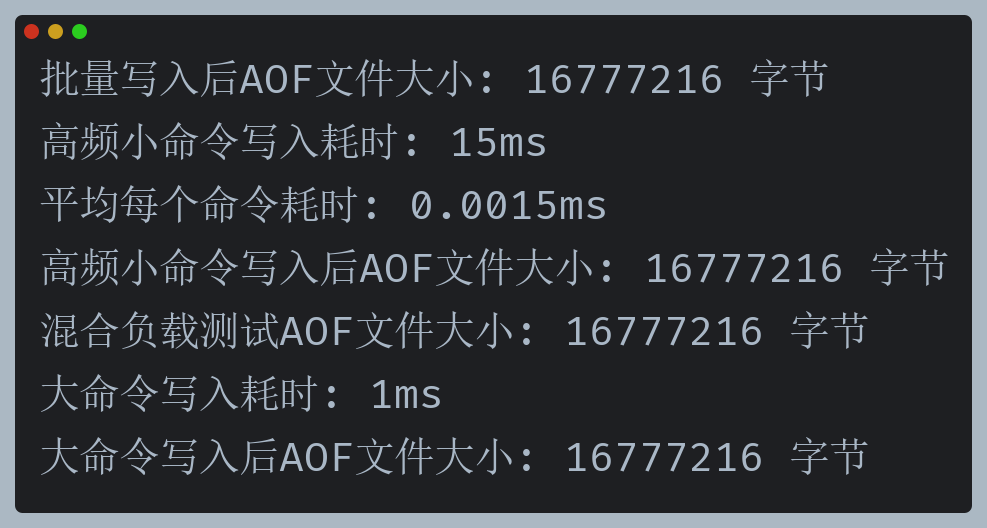 批量写入后AOF文件大小: 16777216 字节
高频小命令写入耗时: 15ms
平均每个命令耗时: 0.0015ms
高频小命令写入后AOF文件大小: 16777216 字节
混合负载测试AOF文件大小: 16777216 字节
大命令写入耗时: 1ms
大命令写入后AOF文件大小: 16777216 字节